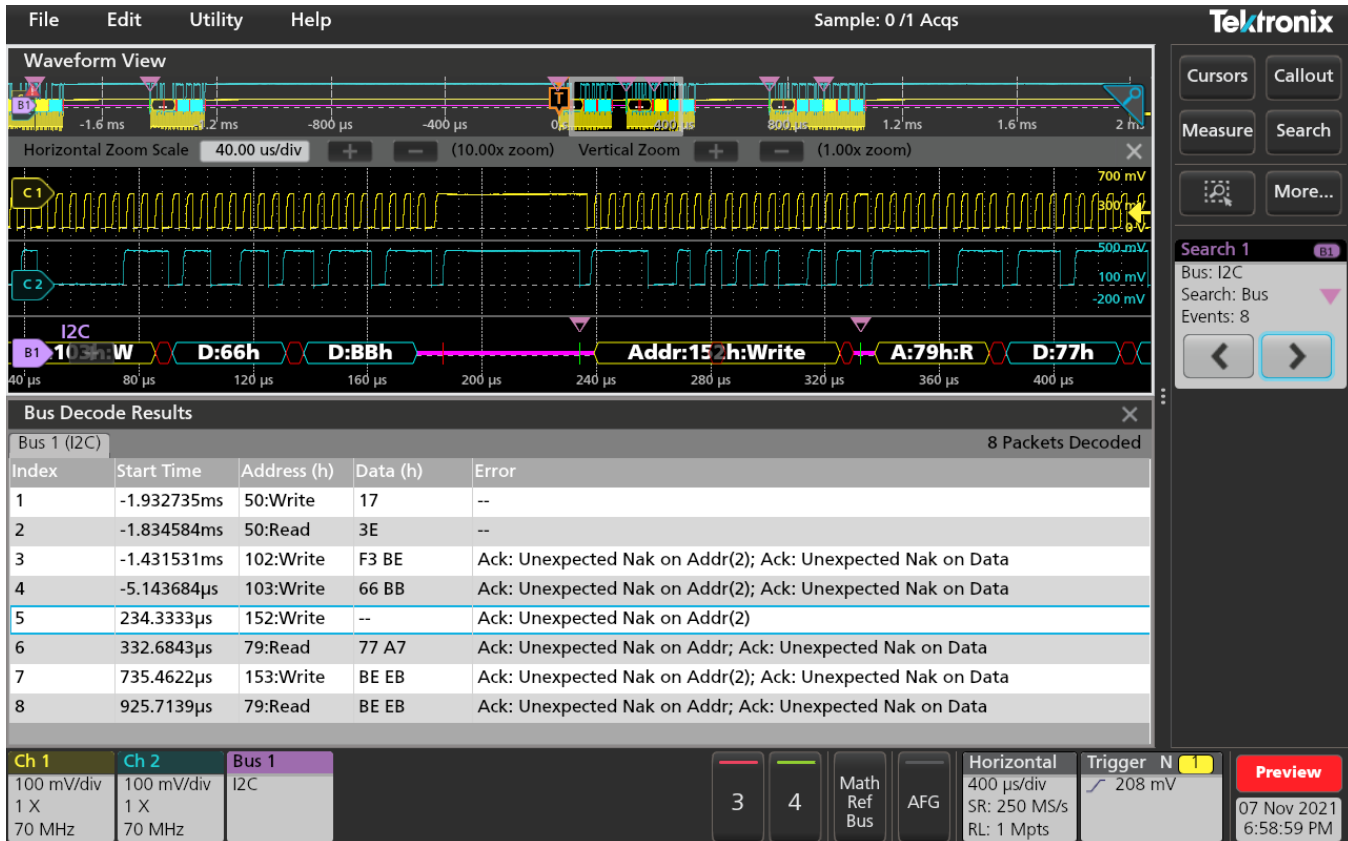 File Edit Utility Help Sample: 0 /1 Acqs Tektronix
Waveform View
Cursors Callout
B1 T
-1.6 ms -800 µs -400 µs 1.2 ms 1.6 ms
Measure Search
Horizontal Zoom Scale 40.00 us/div + — (10.00x zoom) Vertical Zoom + — (1.00x zoom)
More...
C 1 700 mV
C 2 500 mV
100 mV
-200 mV
Search 1 B1
Bus: I2C
Search: Bus
Events: 8
I2C
B1 103h:W D:66h D:BBh Addr:152h:Write A:79h:R D:77h
40 µs 80 µs 120 µs 160 µs 200 µs 240 µs 280 µs 320 µs 360 µs 400 µs
Bus Decode Results
Bus 1 (I2C) 8 Packets Decoded
Index Start Time Address (h) Data (h) Error
1 -1.932735ms 50:Write 17 --
2 -1.834584ms 50:Read 3E --
3 -1.431531ms 102:Write F3 BE Ack: Unexpected Nak on Addr(2); Ack: Unexpected Nak on Data
4 -5.143684µs 103:Write 66 BB Ack: Unexpected Nak on Addr(2); Ack: Unexpected Nak on Data
5 234.3333µs 152:Write -- Ack: Unexpected Nak on Addr(2)
6 332.6843µs 79:Read 77 A7 Ack: Unexpected Nak on Addr; Ack: Unexpected Nak on Data
7 735.4622µs 153:Write BE EB Ack: Unexpected Nak on Addr(2); Ack: Unexpected Nak on Data
8 925.7139µs 79:Read BE EB Ack: Unexpected Nak on Addr; Ack: Unexpected Nak on Data
Ch 1 Ch 2 Bus 1 Horizontal Trigger N 1
100 mV/div 100 mV/div I2C 3 4 Math Ref Bus AFG 400 µs/div 208 mV Preview
1 X 1 X SR: 250 MS/s 07 Nov 2021
70 MHz 70 MHz RL: 1 Mpts 6:58:59 PM